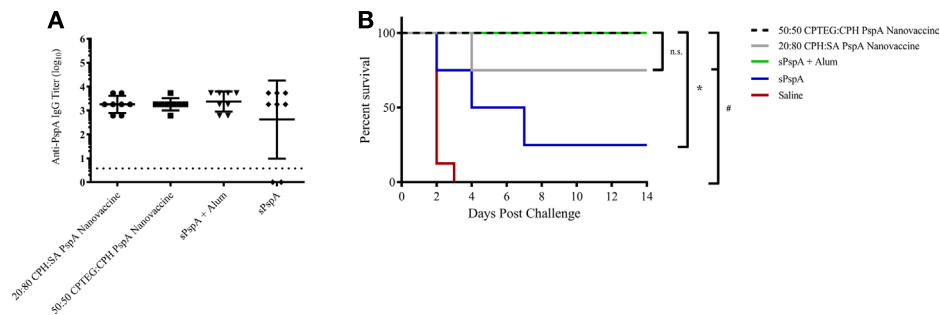 A
Anti-PspA IgG Titer (log10)
6
5
4
3
2
1
0
20:80 CPH:SA PspA Nanovaccine
50:50 CPTEG:CPH PspA Nanovaccine
sPspA + Alum
sPspA
B
Percent survival
100
50
0
0 2 4 6 8 10 12 14
Days Post Challenge
n.s.
*
#
50:50 CPTEG:CPH PspA Nanovaccine
20:80 CPH:SA PspA Nanovaccine
sPspA + Alum
sPspA
Saline